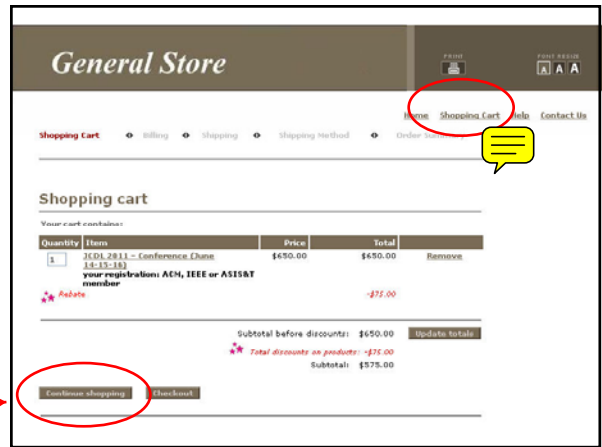 General Store
PRINT
FONT RESIZE
A A A
Home Shopping Cart Help Contact Us
Shopping Cart Billing Shipping Shipping Method Order
Shopping cart
Your cart contains:
Quantity Item Price Total
1 JCDL 2011 - Conference (June 14-15-16) $650.00 $650.00 Remove
your registration: ACM, IEEE or ASIS&T
member
Rebate -$75.00
Subtotal before discounts: $650.00 Update totals
Total discounts on products: -$75.00
Subtotal: $575.00
Continue shopping Checkout